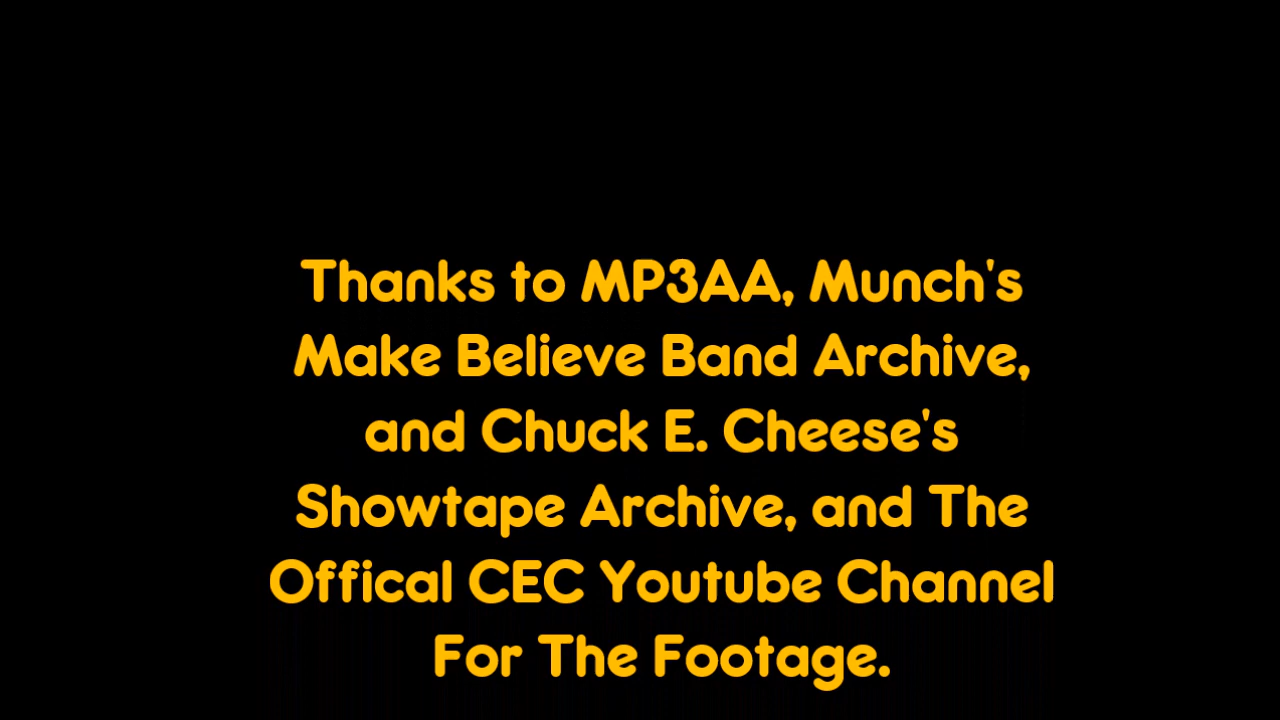 Thanks to MP3AA, Munch's
Make Believe Band Archive,
and Chuck E. Cheese's
Showtape Archive, and The
Offical CEC Youtube Channel
For The Footage.